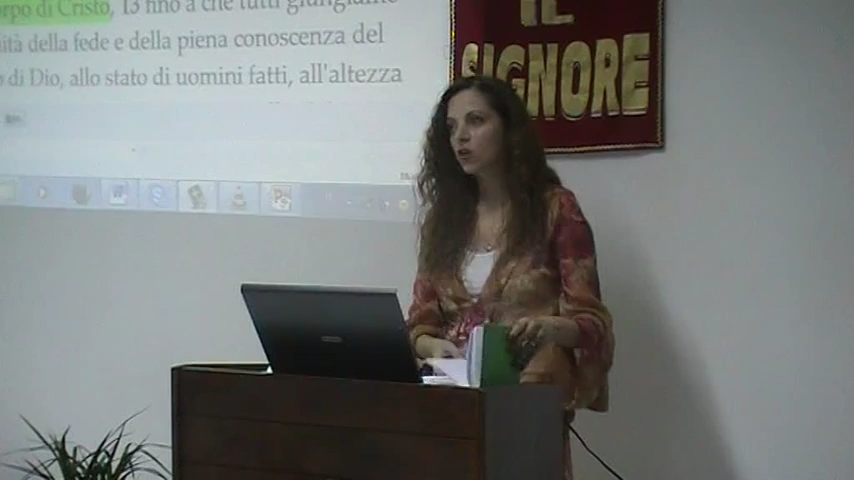 orpo di Cristo, 13 fino a che tutti giungiamo
ità della fede e della piena conoscenza del
di Dio, allo stato di uomini fatti, all'altezza
IL
SIGNORE